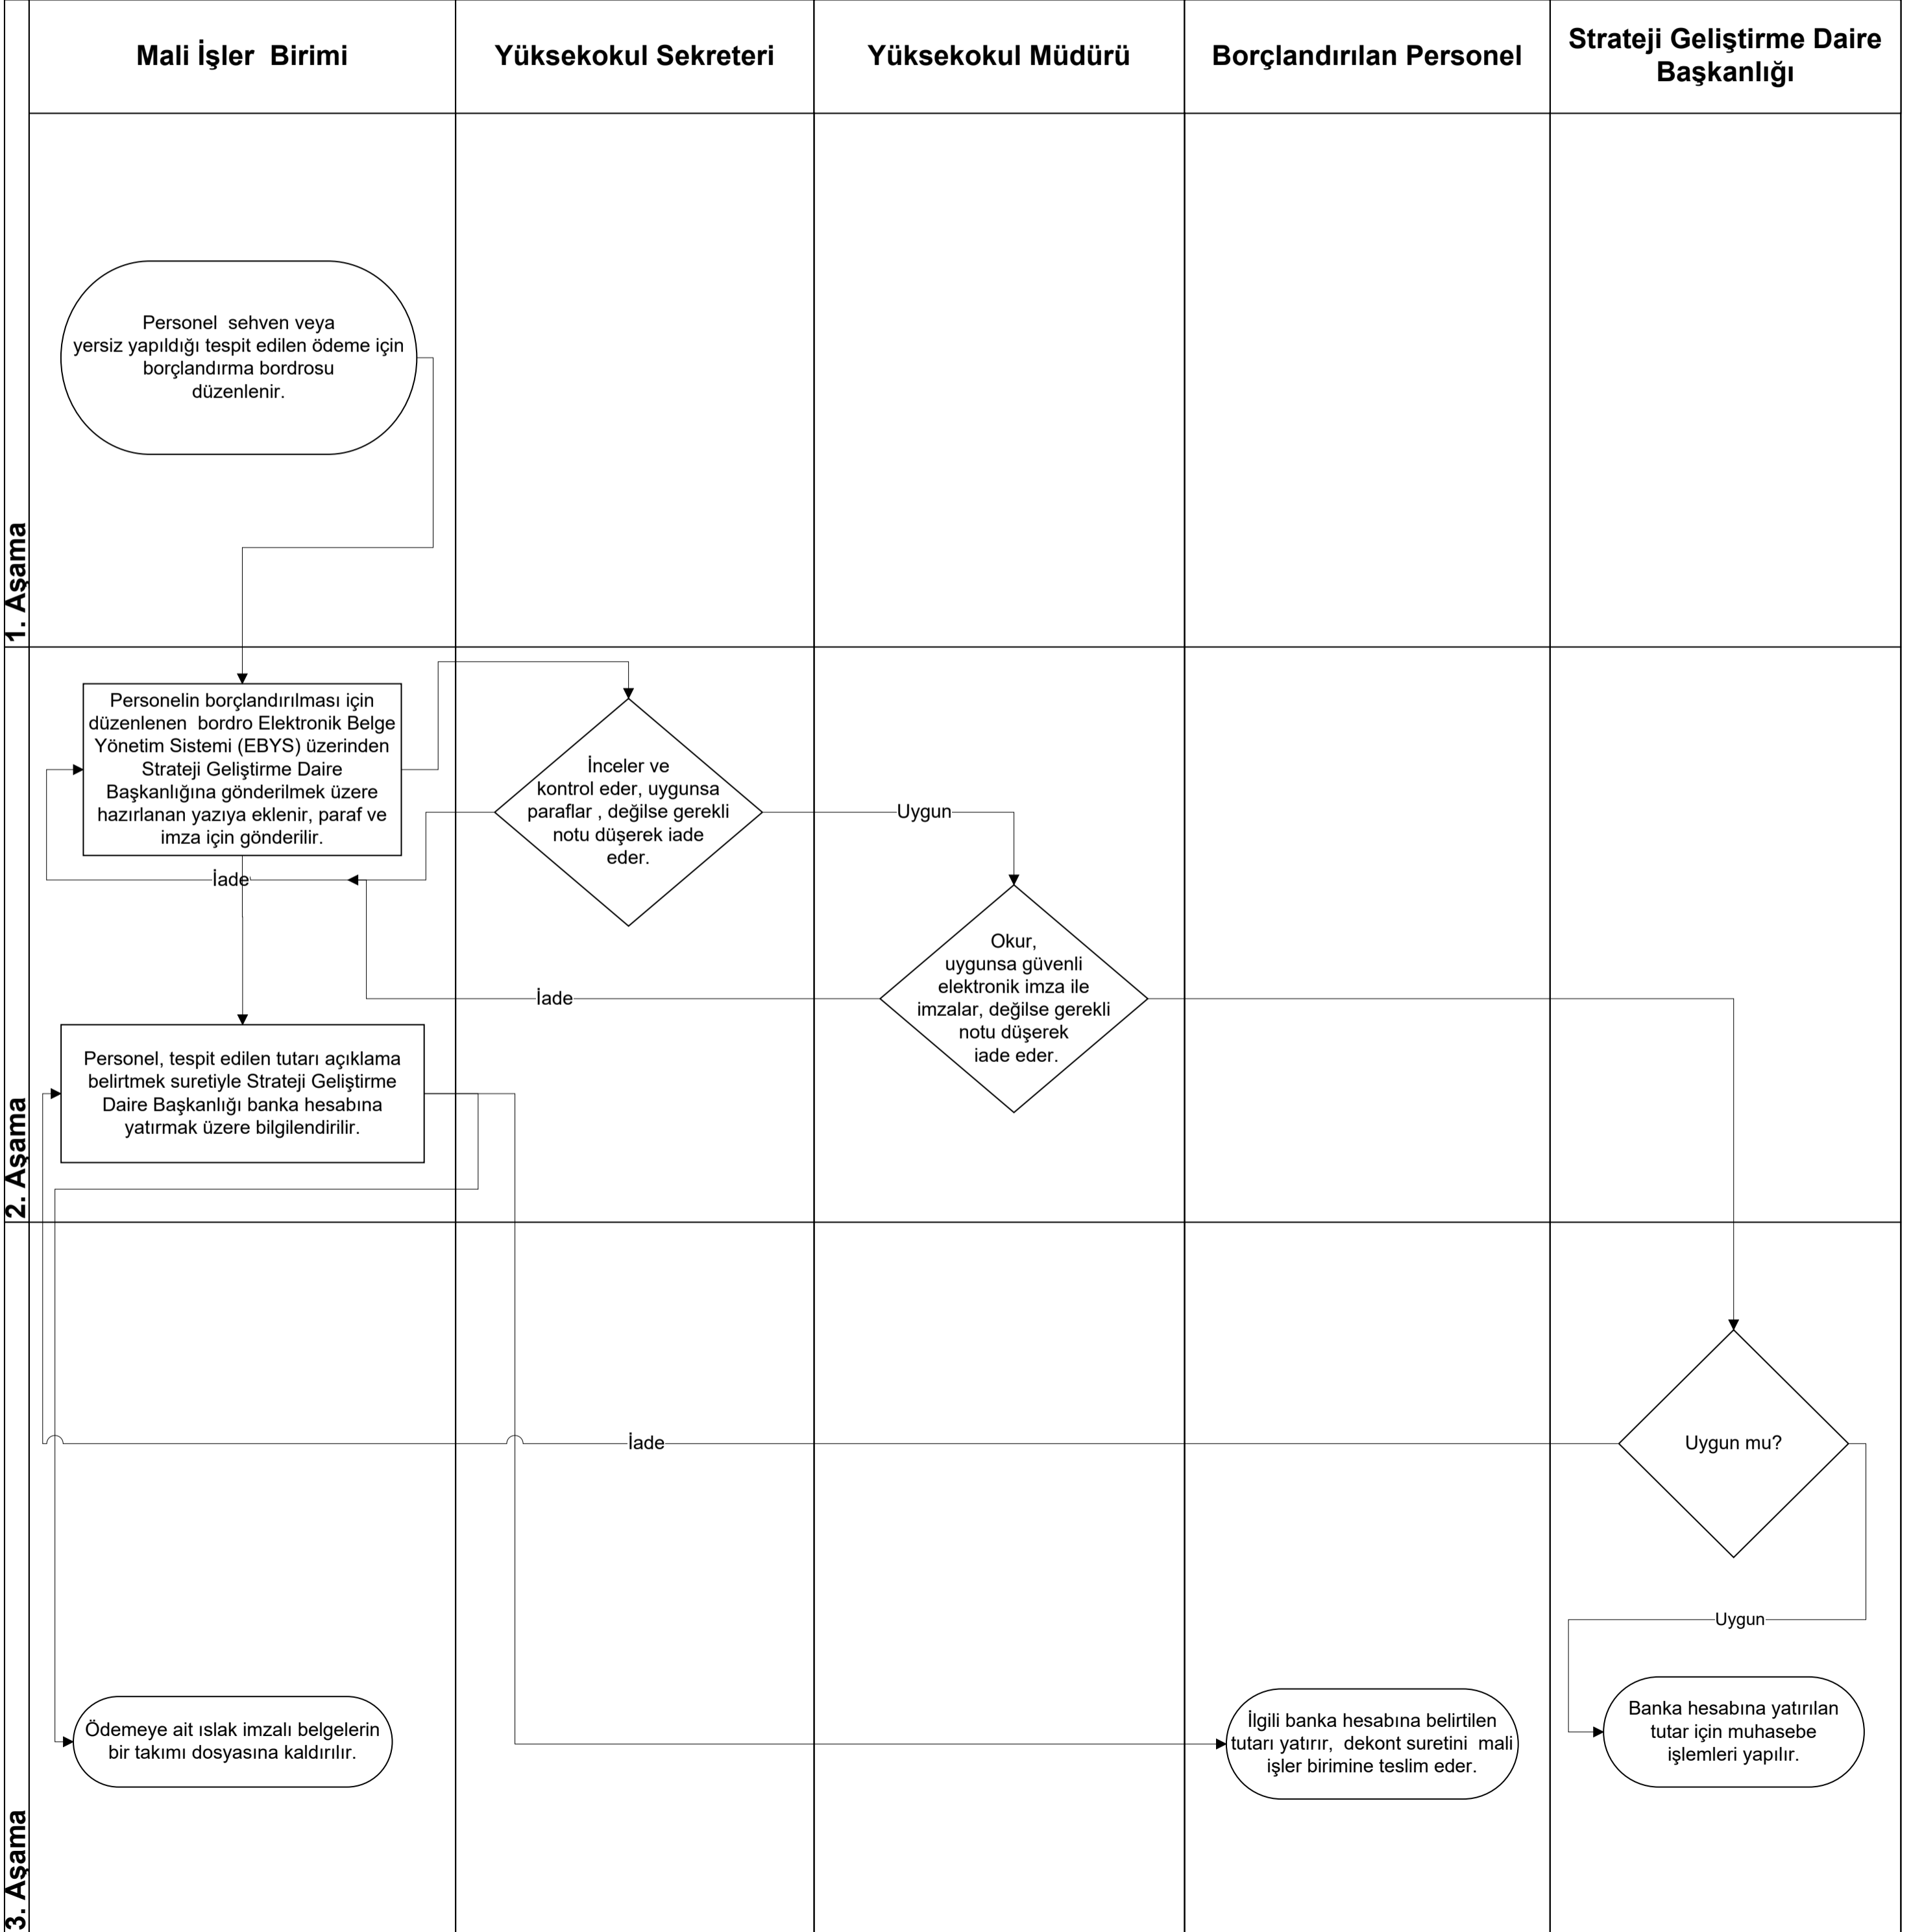 Mali İşler  Birimi
Yüksekokul Sekreteri
Yüksekokul Müdürü
Borçlandırılan Personel
Strateji Geliştirme Daire
Başkanlığı
1. Aşama
Personel  sehven veya
yersiz yapıldığı tespit edilen ödeme için
borçlandırma bordrosu
düzenlenir.
2. Aşama
Personelin borçlandırılması için
düzenlenen  bordro Elektronik Belge
Yönetim Sistemi (EBYS) üzerinden
Strateji Geliştirme Daire
Başkanlığına gönderilmek üzere
hazırlanan yazıya eklenir, paraf ve
imza için gönderilir.
İnceler ve
kontrol eder, uygunsa
paraflar , değilse gerekli
notu düşerek iade
eder.
Uygun
İade
Okur,
uygunsa güvenli
elektronik imza ile
imzalar, değilse gerekli
notu düşerek
iade eder.
İade
Personel, tespit edilen tutarı açıklama
belirtmek suretiyle Strateji Geliştirme
Daire Başkanlığı banka hesabına
yatırmak üzere bilgilendirilir.
3. Aşama
İade
Uygun mu?
Uygun
Ödemeye ait ıslak imzalı belgelerin
bir takımı dosyasına kaldırılır.
İlgili banka hesabına belirtilen
tutarı yatırır,  dekont suretini  mali
işler birimine teslim eder.
Banka hesabına yatırılan
tutar için muhasebe
işlemleri yapılır.